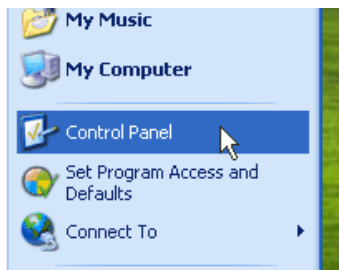 My Music
My Computer
Control Panel
Set Program Access and
Defaults
Connect To